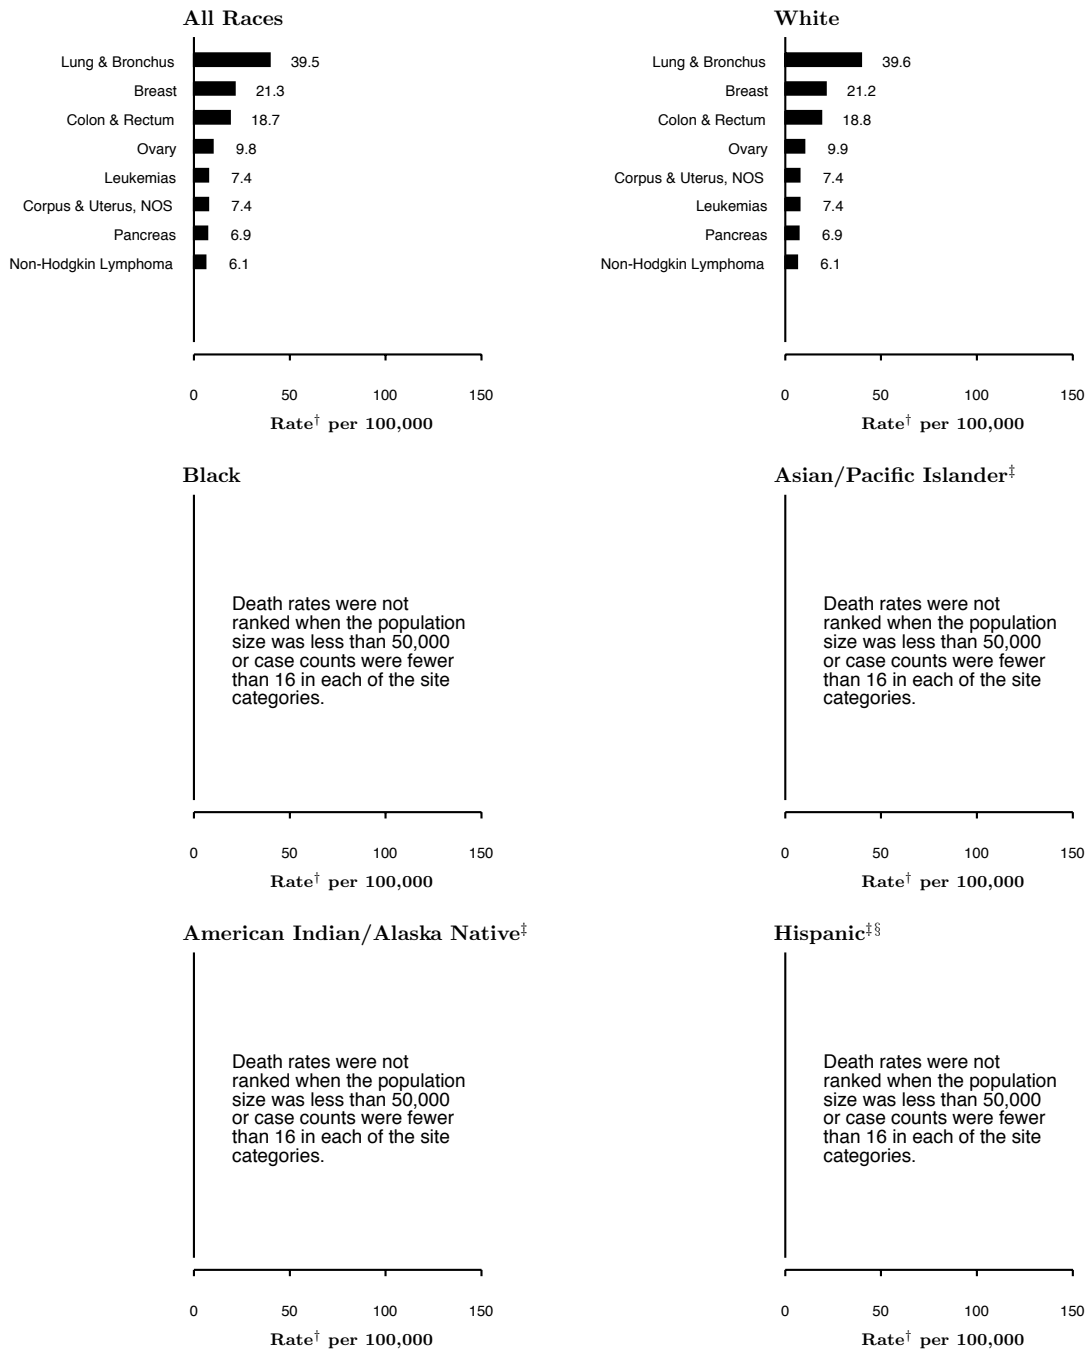 All Races
Lung & Bronchus 39.5
Breast 21.3
Colon & Rectum 18.7
Ovary 9.8
Leukemias 7.4
Corpus & Uterus, NOS 7.4
Pancreas 6.9
Non-Hodgkin Lymphoma 6.1
0 50 100 150
Rate† per 100,000
White
Lung & Bronchus 39.6
Breast 21.2
Colon & Rectum 18.8
Ovary 9.9
Corpus & Uterus, NOS 7.4
Leukemias 7.4
Pancreas 6.9
Non-Hodgkin Lymphoma 6.1
0 50 100 150
Rate† per 100,000
Black
Death rates were not
ranked when the population
size was less than 50,000
or case counts were fewer
than 16 in each of the site
categories.
0 50 100 150
Rate† per 100,000
Asian/Pacific Islander‡
Death rates were not
ranked when the population
size was less than 50,000
or case counts were fewer
than 16 in each of the site
categories.
0 50 100 150
Rate† per 100,000
American Indian/Alaska Native‡
Death rates were not
ranked when the population
size was less than 50,000
or case counts were fewer
than 16 in each of the site
categories.
0 50 100 150
Rate† per 100,000
Hispanic‡§
Death rates were not
ranked when the population
size was less than 50,000
or case counts were fewer
than 16 in each of the site
categories.
0 50 100 150
Rate† per 100,000